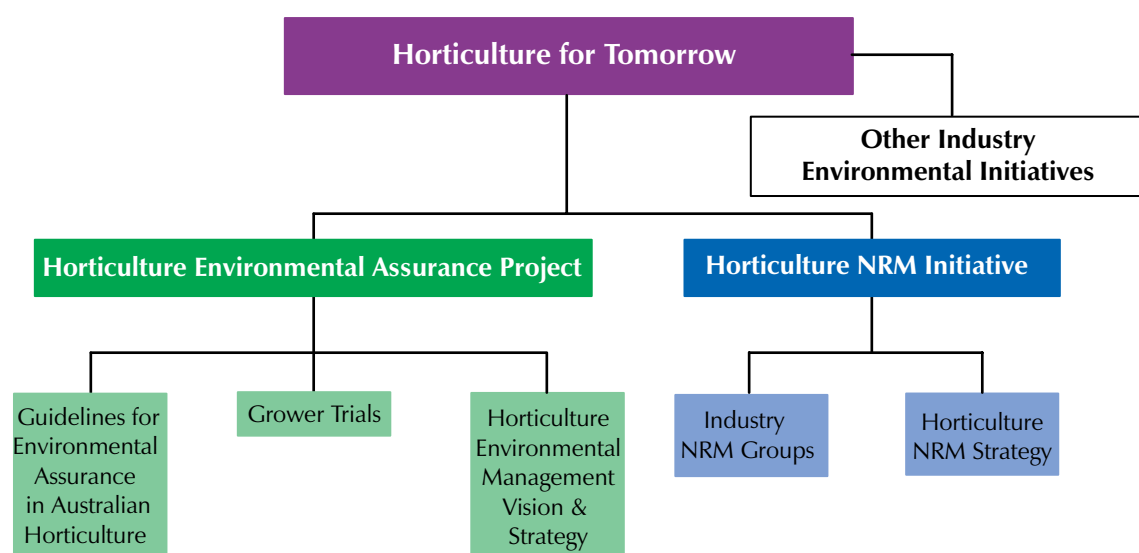 Horticulture for Tomorrow
Other Industry
Environmental Initiatives
Horticulture Environmental Assurance Project
Horticulture NRM Initiative
Guidelines for
Environmental
Assurance
in Australian
Horticulture
Grower Trials
Horticulture
Environmental
Management
Vision &
Strategy
Industry
NRM Groups
Horticulture
NRM Strategy